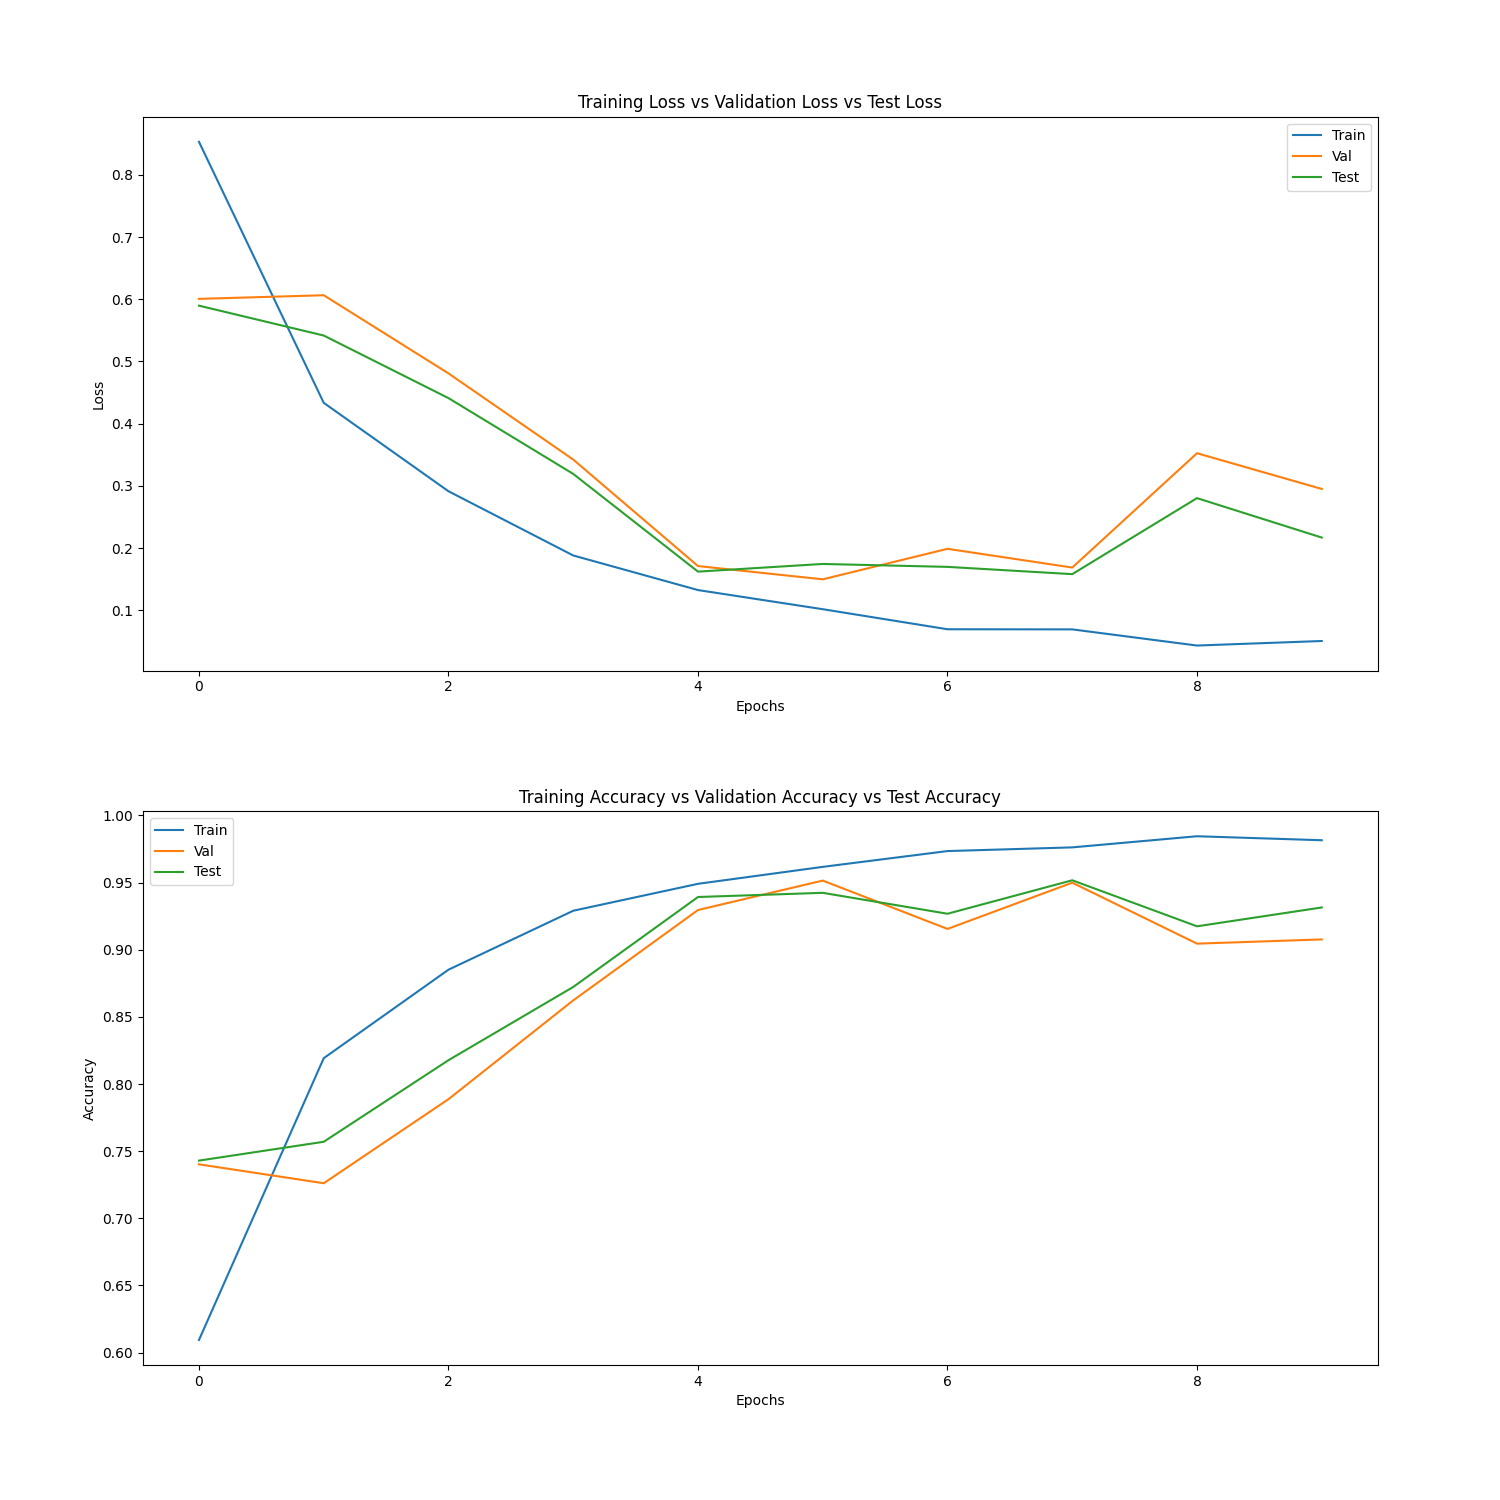 Training Loss vs Validation Loss vs Test Loss
Train
Val
Test
0.8
0.7
0.6
0.5
0.4
0.3
0.2
0.1
Loss
0 2 4 6 8
Epochs
Training Accuracy vs Validation Accuracy vs Test Accuracy
Train
Val
Test
1.00
0.95
0.90
0.85
0.80
0.75
0.70
0.65
0.60
Accuracy
0 2 4 6 8
Epochs